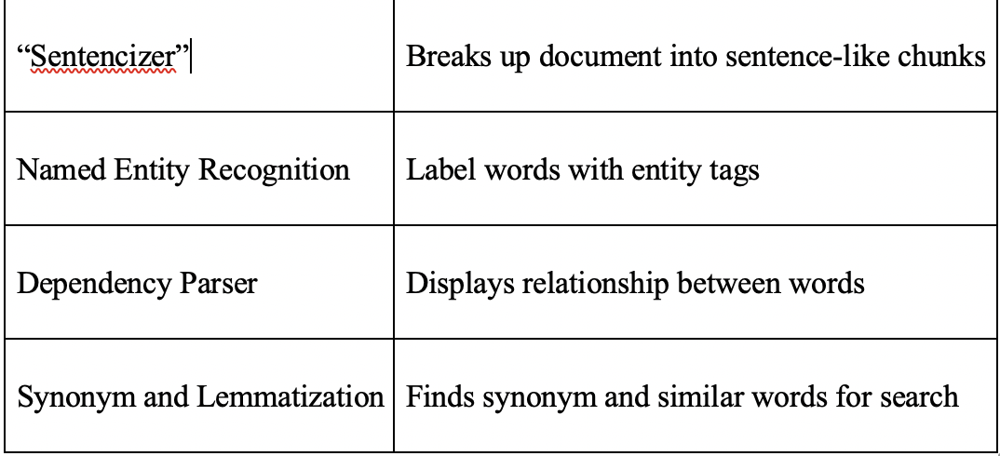 “Sentencizer” Breaks up document into sentence-like chunks
Named Entity Recognition Label words with entity tags
Dependency Parser Displays relationship between words
Synonym and Lemmatization Finds synonym and similar words for search